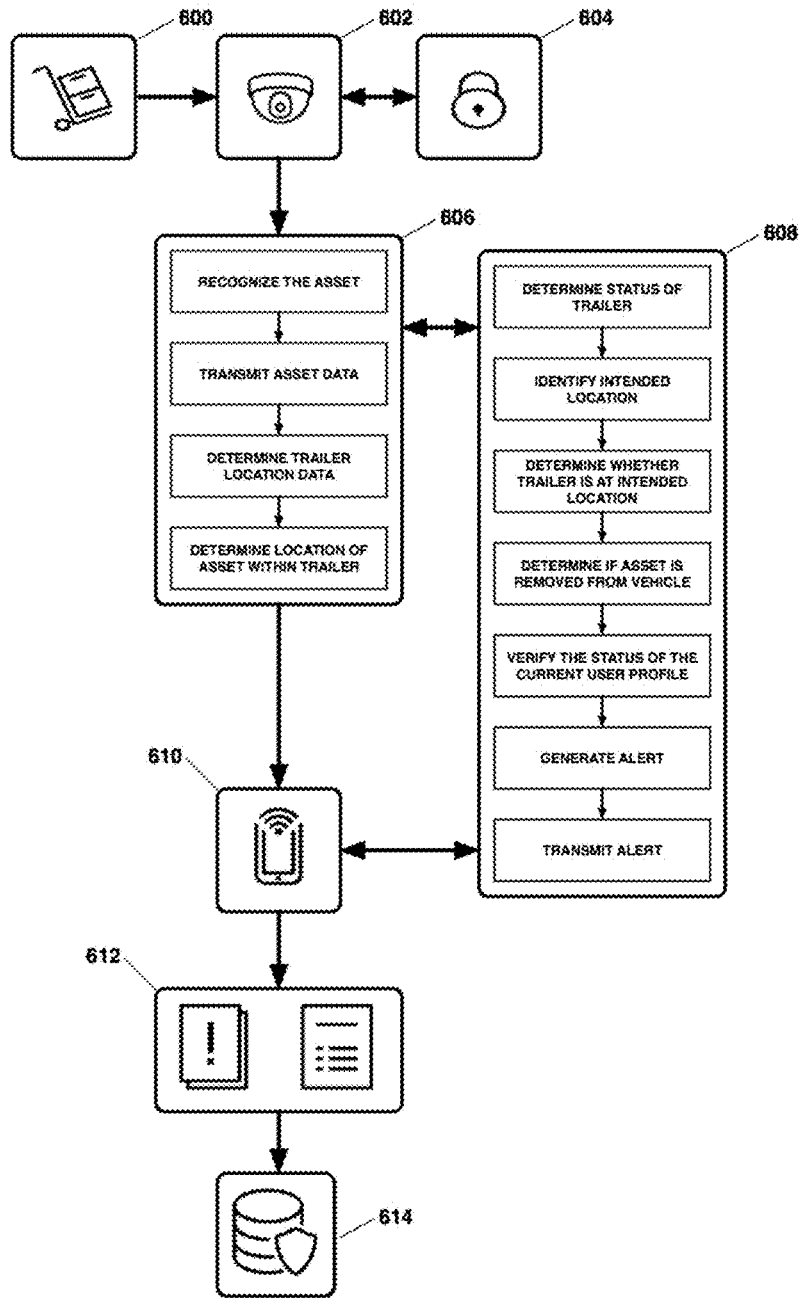 600
602
604
606
RECOGNIZE THE ASSET
TRANSMIT ASSET DATA
DETERMINE TRAILER
LOCATION DATA
DETERMINE LOCATION OF
ASSET WITHIN TRAILER
608
DETERMINE STATUS OF
TRAILER
IDENTIFY INTENDED
LOCATION
DETERMINE WHETHER
TRAILER IS AT INTENDED
LOCATION
DETERMINE IF ASSET IS
REMOVED FROM VEHICLE
VERIFY THE STATUS OF THE
CURRENT USER PROFILE
GENERATE ALERT
TRANSMIT ALERT
610
612
614